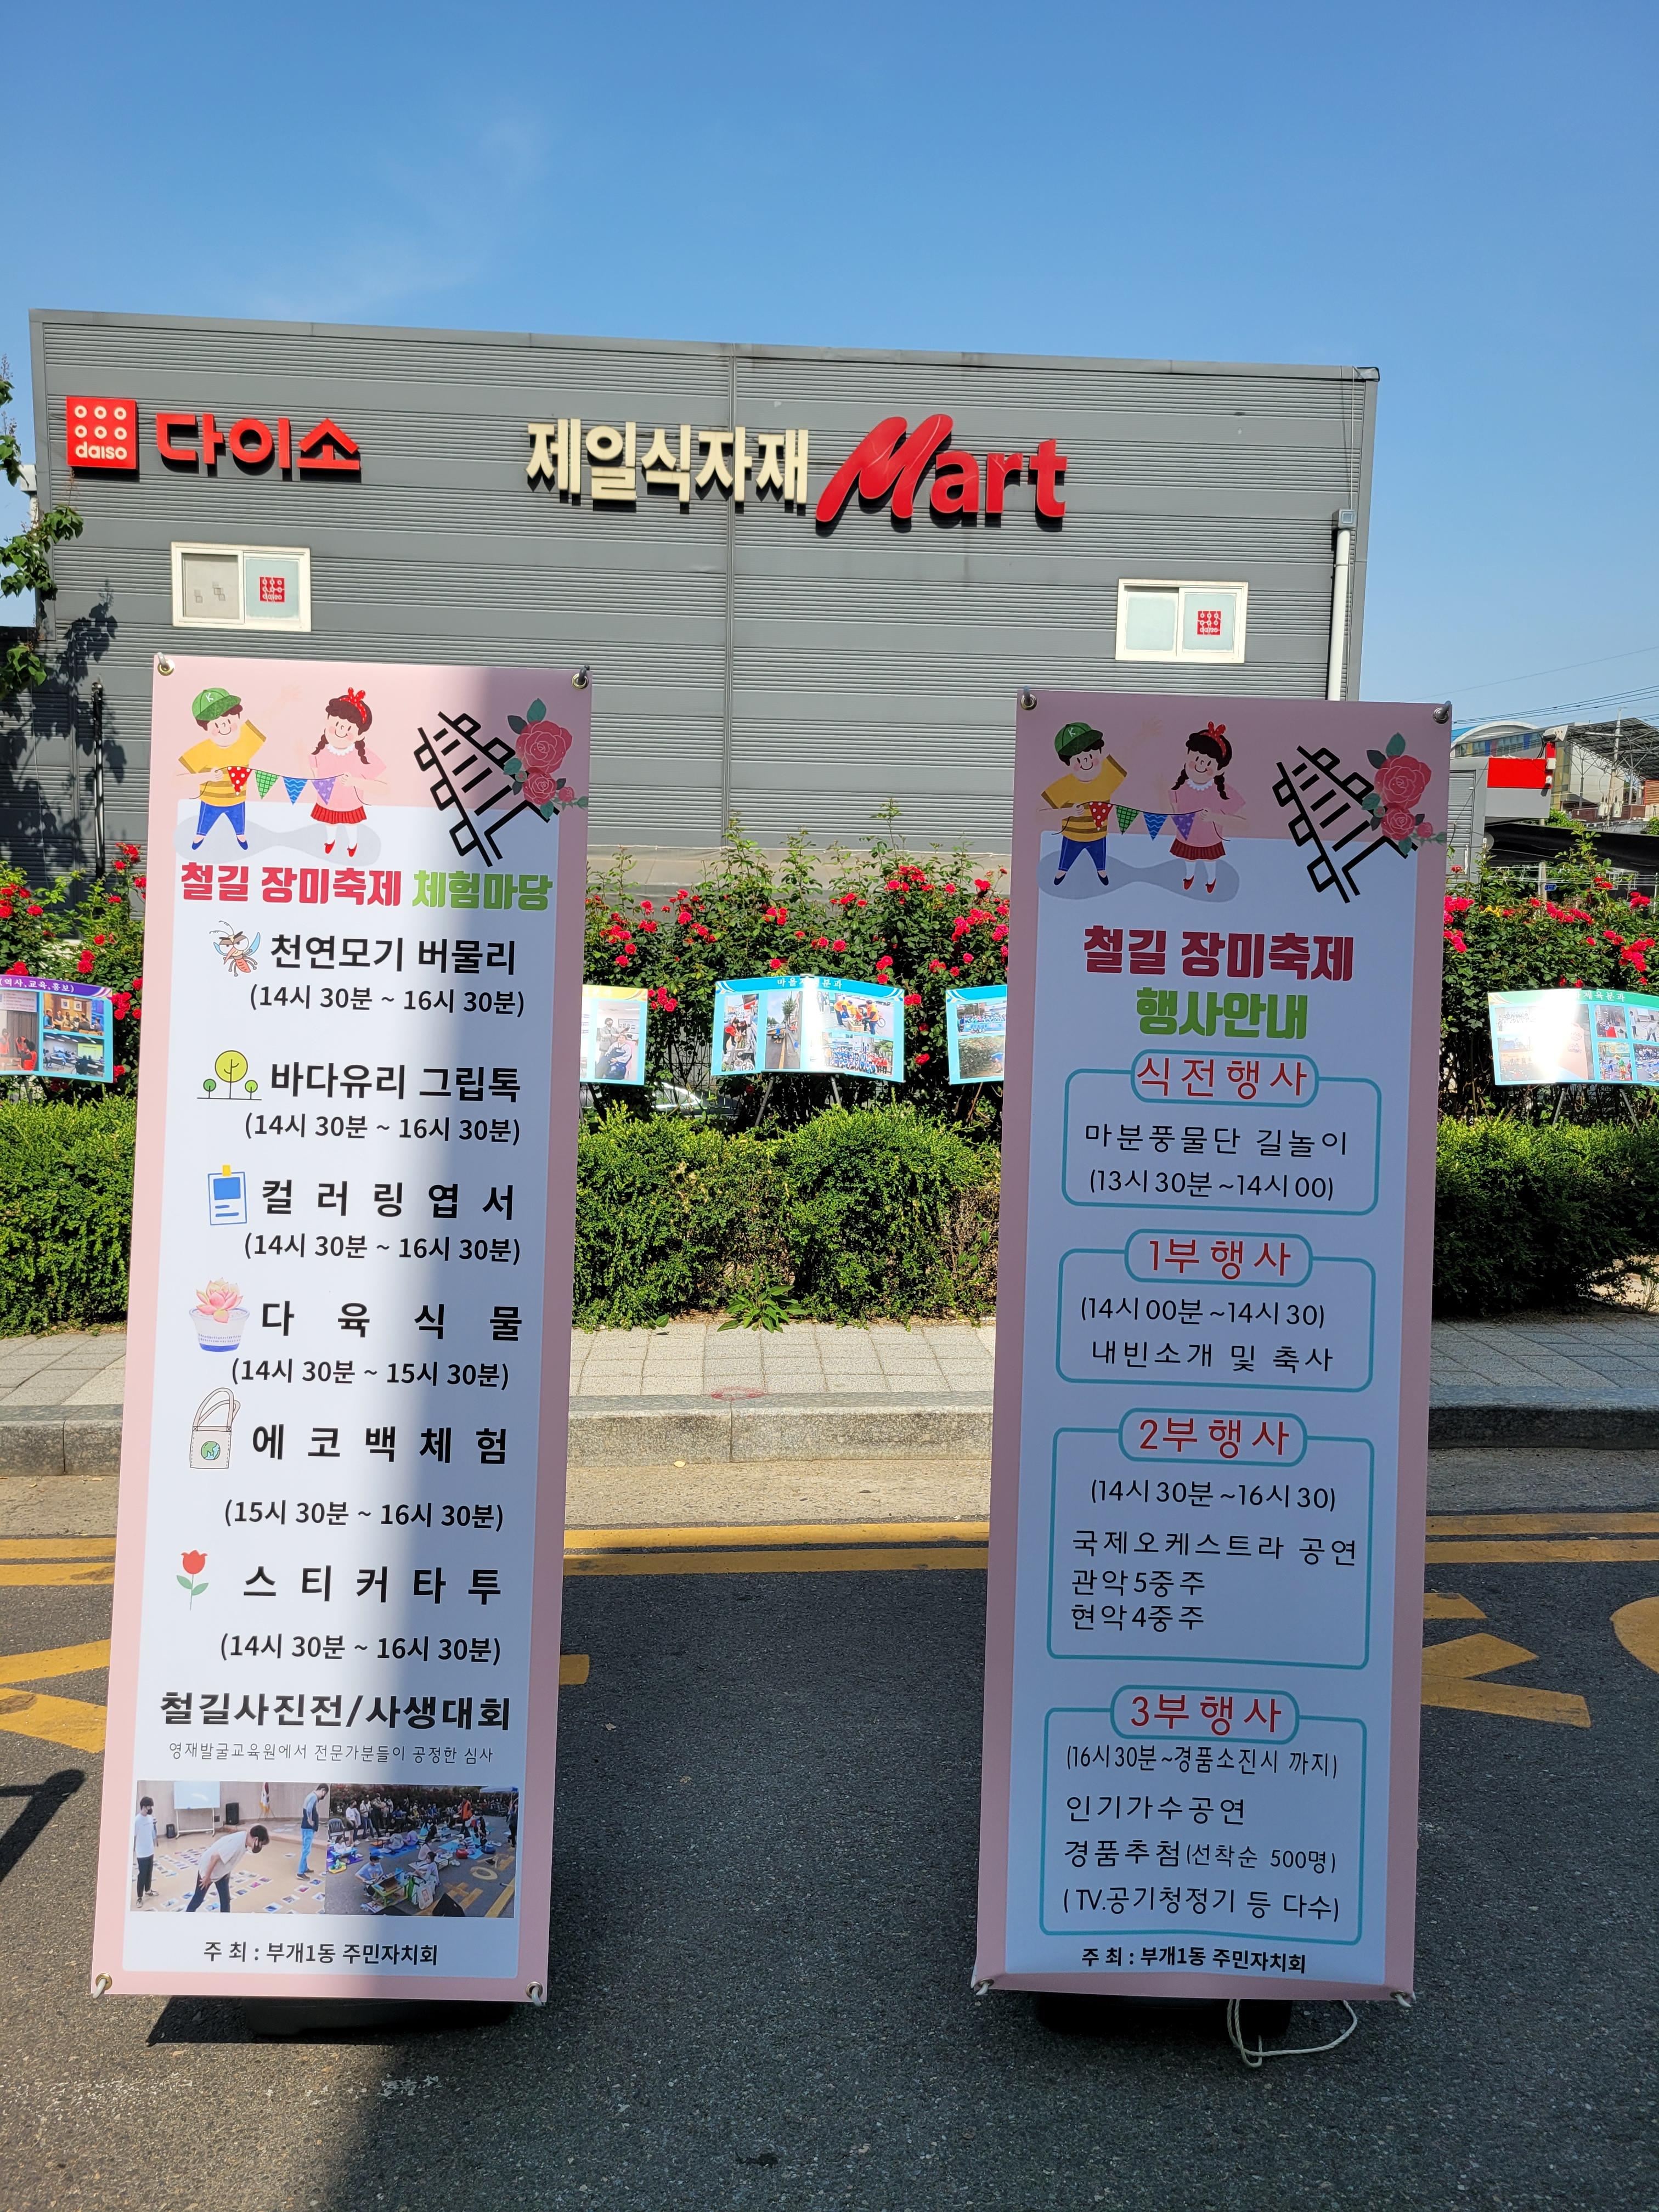 daiso 다이소
제일식자재 Mart
daiso
daiso
철길 장미축제 체험마당
천연모기 버물리
(14시 30분 ~ 16시 30분)
바다유리 그립톡
(14시 30분 ~ 16시 30분)
컬러링엽서
(14시 30분 ~ 16시 30분)
다육식물
(14시 30분 ~ 15시 30분)
에코백체험
(15시 30분 ~ 16시 30분)
스티커타투
(14시 30분 ~ 16시 30분)
철길사진전/사생대회
영재발굴교육원에서 전문가분들이 공정한 심사
주 최 : 부개1동 주민자치회
철길 장미축제
행사안내
식전행사
마분풍물단 길놀이
(13시 30분 ~14시 00)
1부 행사
(14시 00분 ~14시 30)
내빈소개 및 축사
2부 행사
(14시 30분 ~16시 30)
국제오케스트라 공연
관악 5중주
현악 4중주
3부 행사
(16시 30분~경품소진시 까지)
인기가수공연
경품추첨(선착순 500명)
( TV.공기청정기 등 다수)
주 최 : 부개1동 주민자치회
역사,교육,홍보)